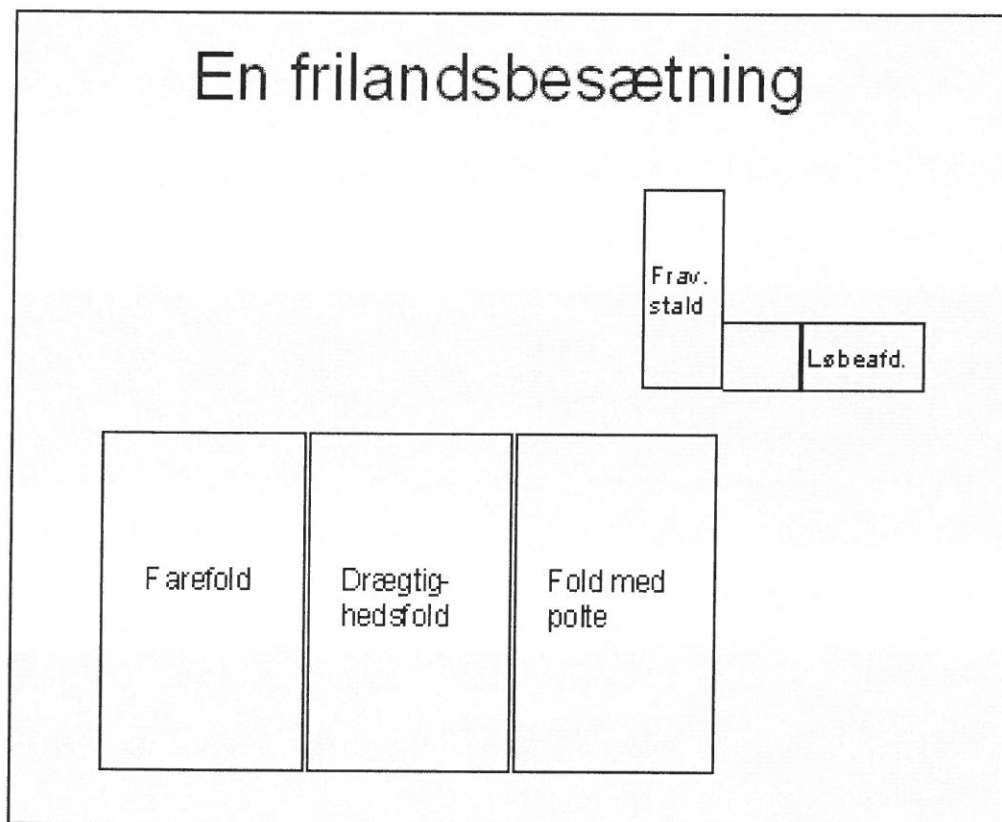 En frilandsbesætning
Frav.
stald
Løbeafd.
Farefold
Drægtig-
hedsfold
Fold med
polte